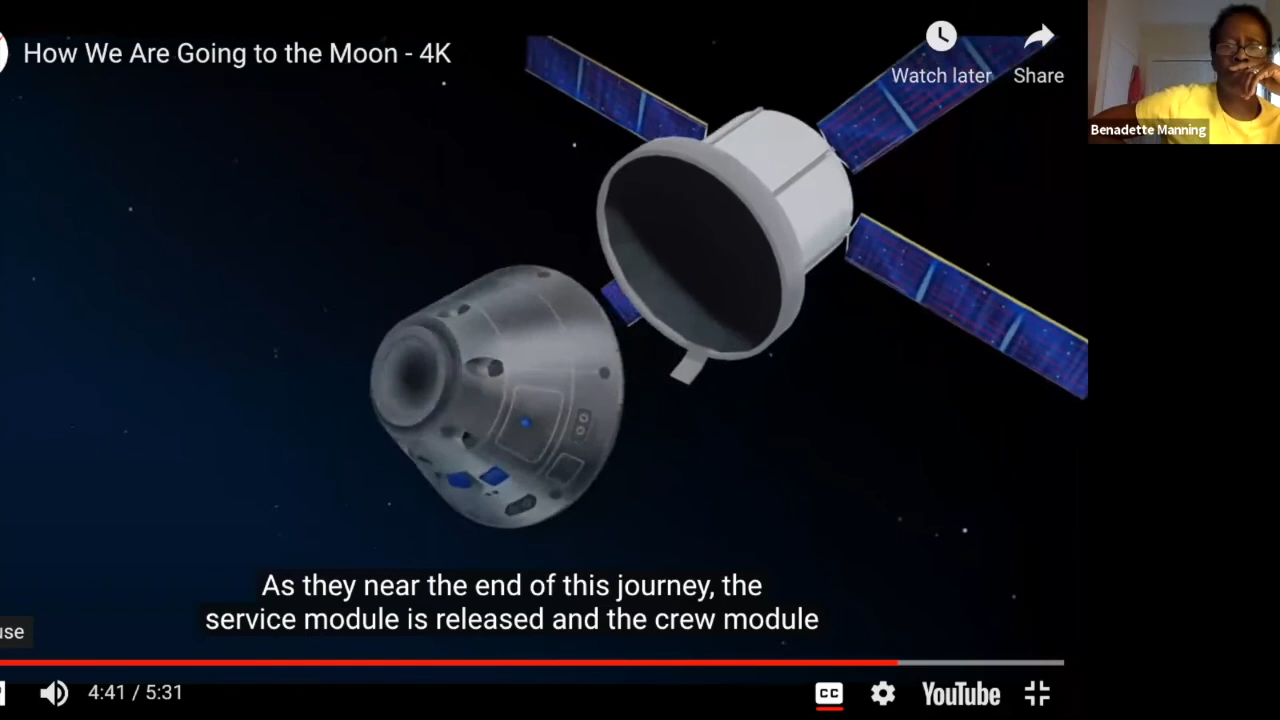 How We Are Going to the Moon - 4K
Watch later
Share
Benadette Manning
As they near the end of this journey, the
service module is released and the crew module
use
4:41 / 5:31
CC
YouTube